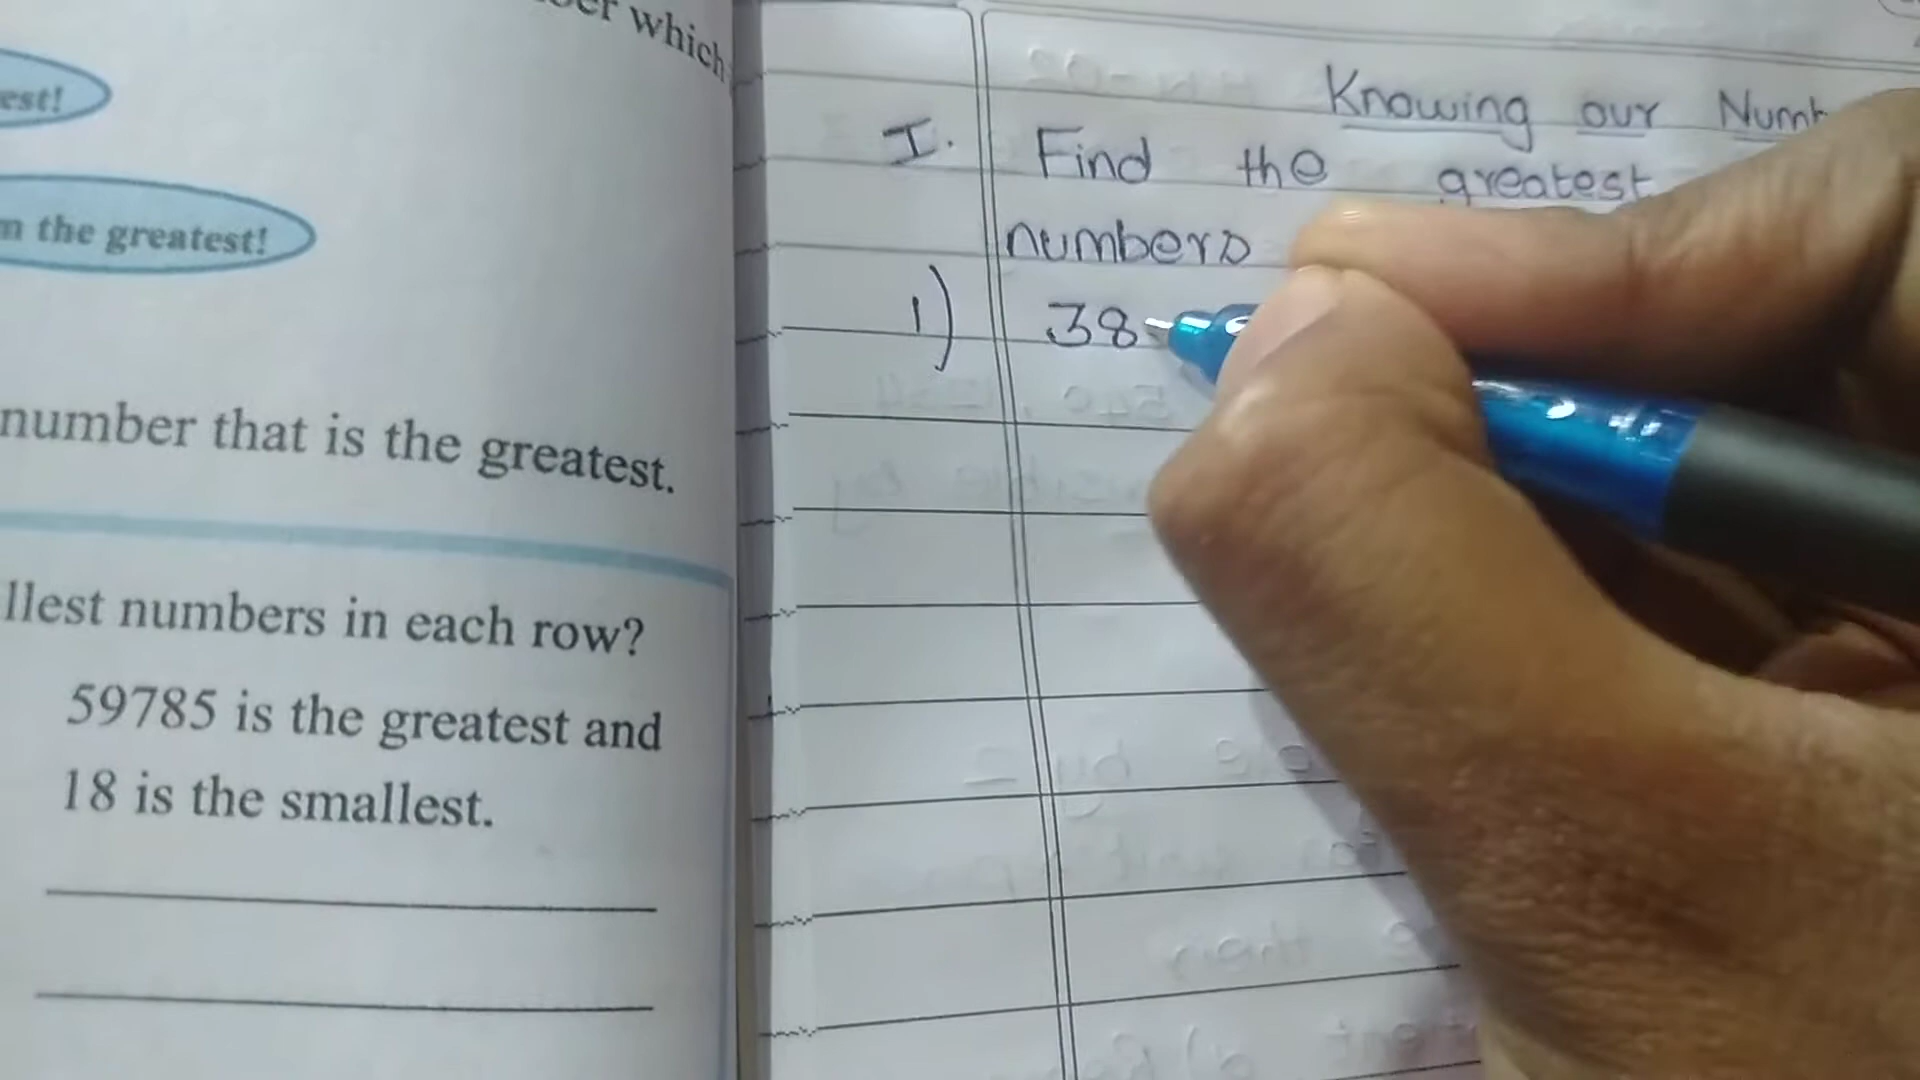 which
est!
the greatest!
number that is the greatest.
llest numbers in each row?
59785 is the greatest and
18 is the smallest.
Knowing our Numb
I. Find the greatest
numbers
1) 38